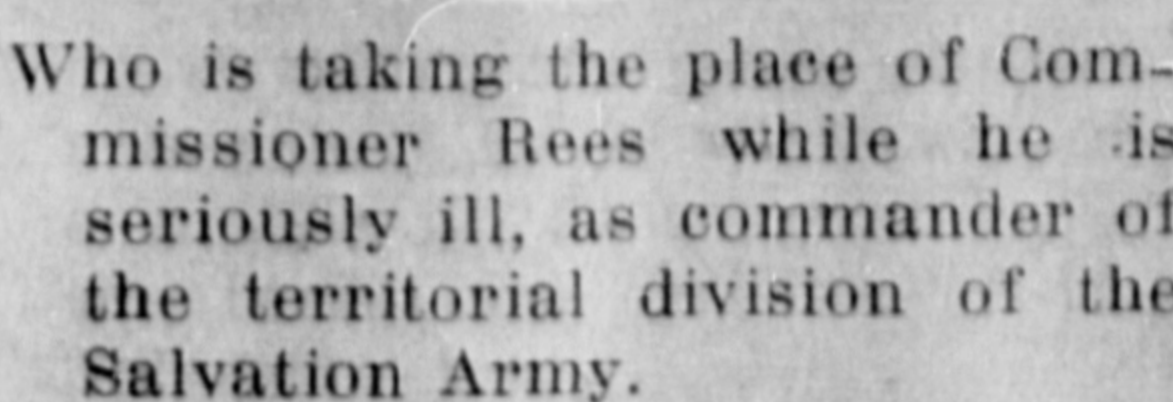 Who is taking the place of Com-
missioner Rees while he is
seriously ill, as commander of
the territorial division of the
Salvation Army.